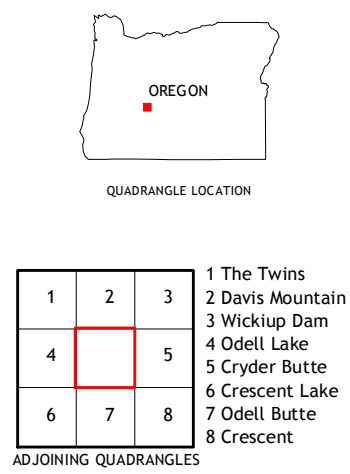 OREGON
QUADRANGLE LOCATION
1 2 3
4 5
6 7 8
1 The Twins
2 Davis Mountain
3 Wickiup Dam
4 Odell Lake
5 Cryder Butte
6 Crescent Lake
7 Odell Butte
8 Crescent
ADJOINING QUADRANGLES